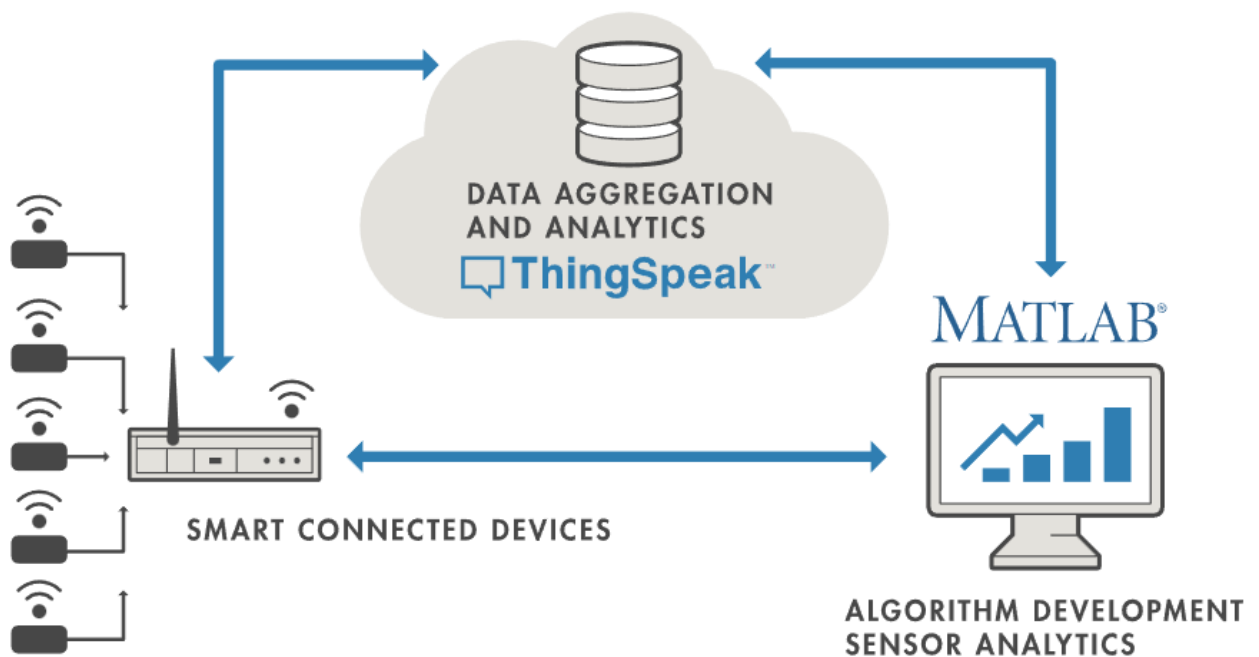 DATA AGGREGATION
AND ANALYTICS
ThingSpeak™
MATLAB®
SMART CONNECTED DEVICES
ALGORITHM DEVELOPMENT
SENSOR ANALYTICS